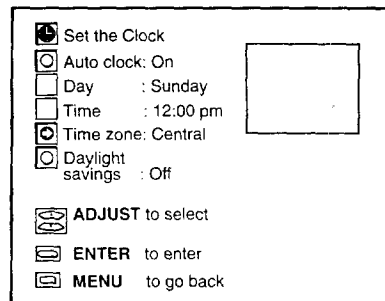 Set the Clock
Auto clock: On
Day : Sunday
Time : 12:00 pm
Time zone: Central
Daylight
savings : Off
ADJUST to select
ENTER to enter
MENU to go back